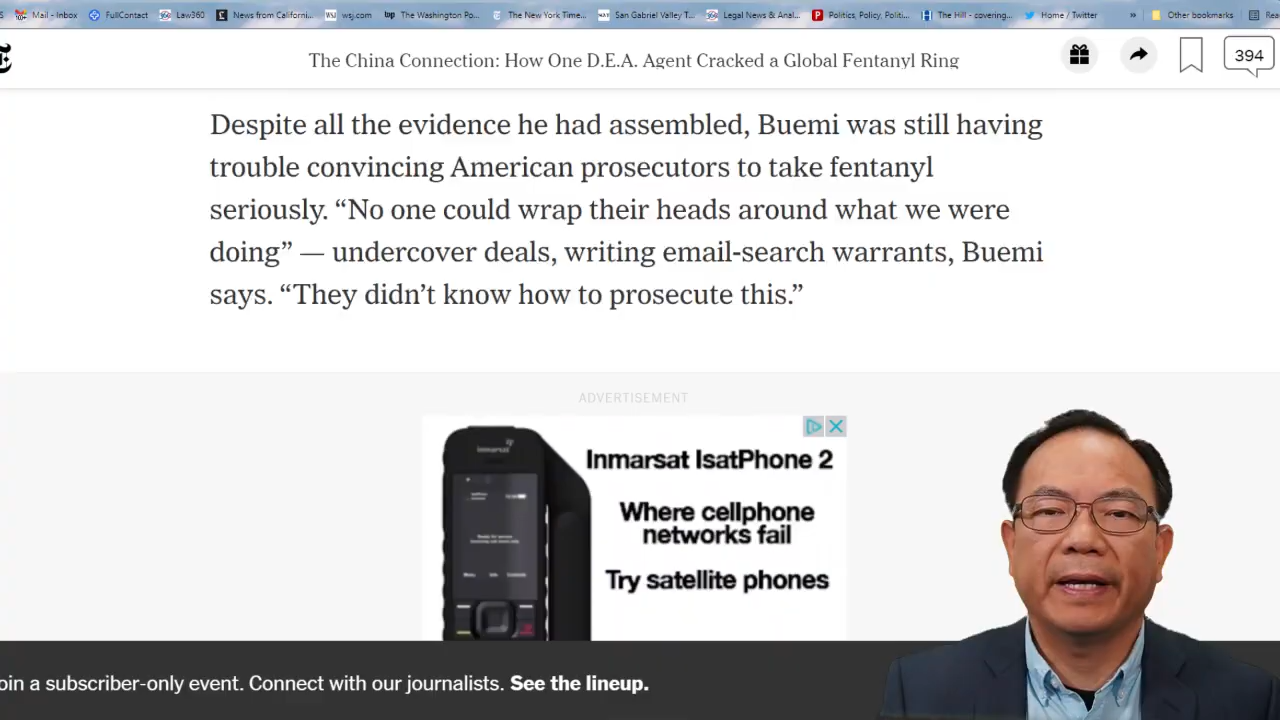 Mail - Inbox FullContact Law360 News from Californi... wsj.com The Washington Po... The New York Time... San Gabriel Valley T... Legal News & Anal... Politics, Policy, Politi... The Hill - covering... Home / Twitter » Other bookmarks Rea
The China Connection: How One D.E.A. Agent Cracked a Global Fentanyl Ring 394
Despite all the evidence he had assembled, Buemi was still having
trouble convincing American prosecutors to take fentanyl
seriously. “No one could wrap their heads around what we were
doing” — undercover deals, writing email-search warrants, Buemi
says. “They didn’t know how to prosecute this.”
ADVERTISEMENT
inmarsat
Inmarsat IsatPhone 2
Where cellphone
networks fail
Try satellite phones
oin a subscriber-only event. Connect with our journalists. See the lineup.